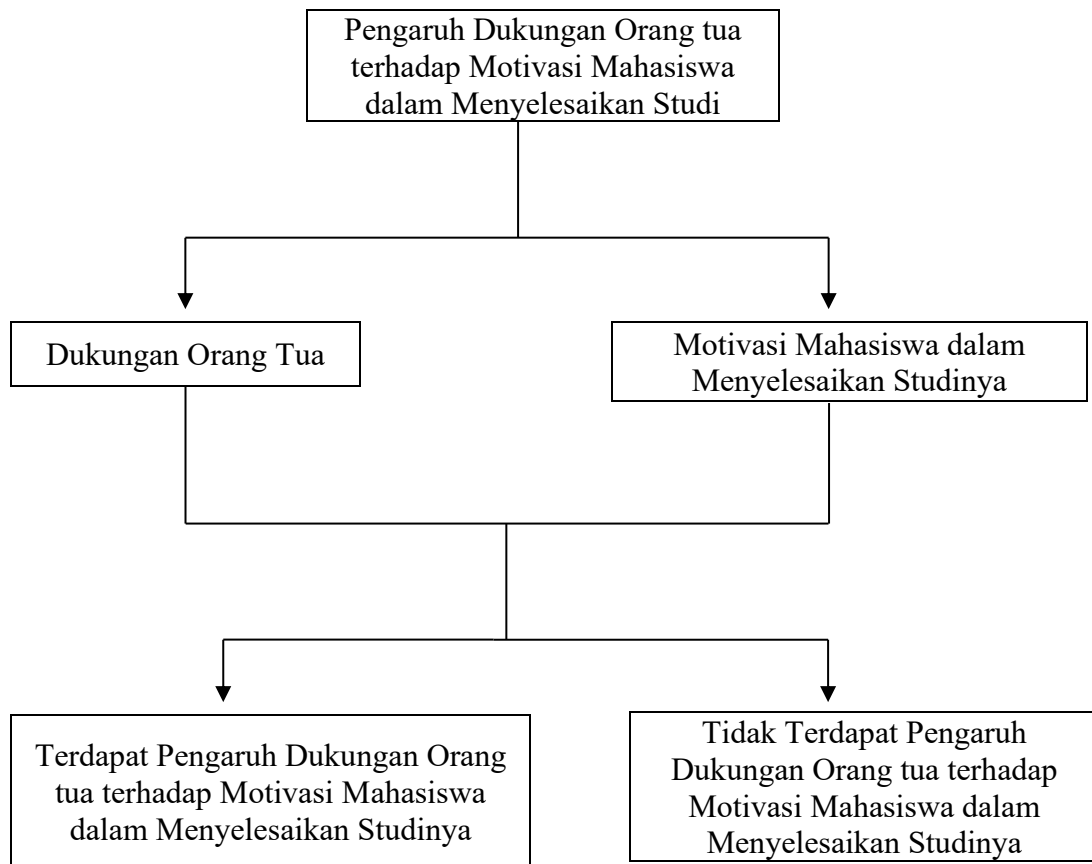 Pengaruh Dukungan Orang tua
terhadap Motivasi Mahasiswa
dalam Menyelesaikan Studi
Dukungan Orang Tua
Motivasi Mahasiswa dalam
Menyelesaikan Studinya
Terdapat Pengaruh Dukungan Orang
tua terhadap Motivasi Mahasiswa
dalam Menyelesaikan Studinya
Tidak Terdapat Pengaruh
Dukungan Orang tua terhadap
Motivasi Mahasiswa dalam
Menyelesaikan Studinya